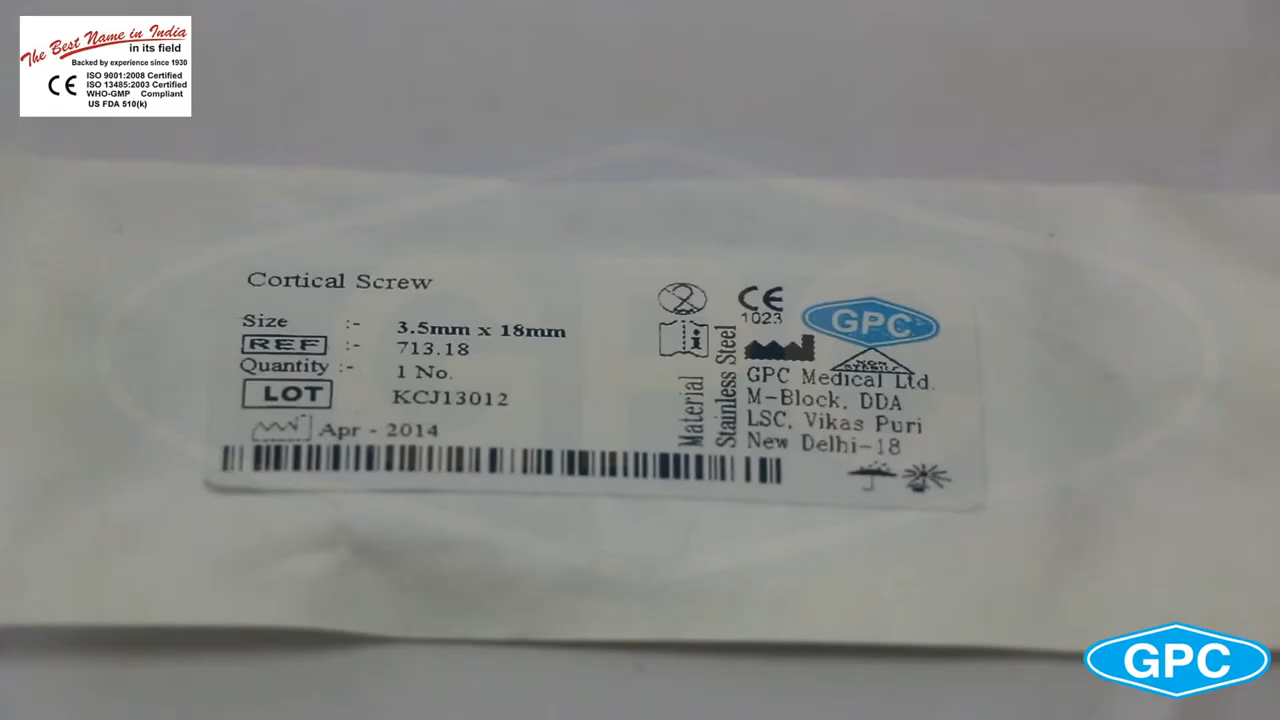 The Best Name in India
in its field
Backed by experience since 1930
CE
ISO 9001:2008 Certified
ISO 13485:2003 Certified
WHO-GMP Compliant
US FDA 510(k)
Cortical Screw
Size :- 3.5mm x 18mm
REF :- 713.18
Quantity :- 1 No.
LOT KCJ13012
Apr - 2014
2
i
Material
Stainless Steel
CE
1023
GPC
NON
STERILE
GPC Medical Ltd.
M-Block, DDA
LSC, Vikas Puri
New Delhi-18
GPC